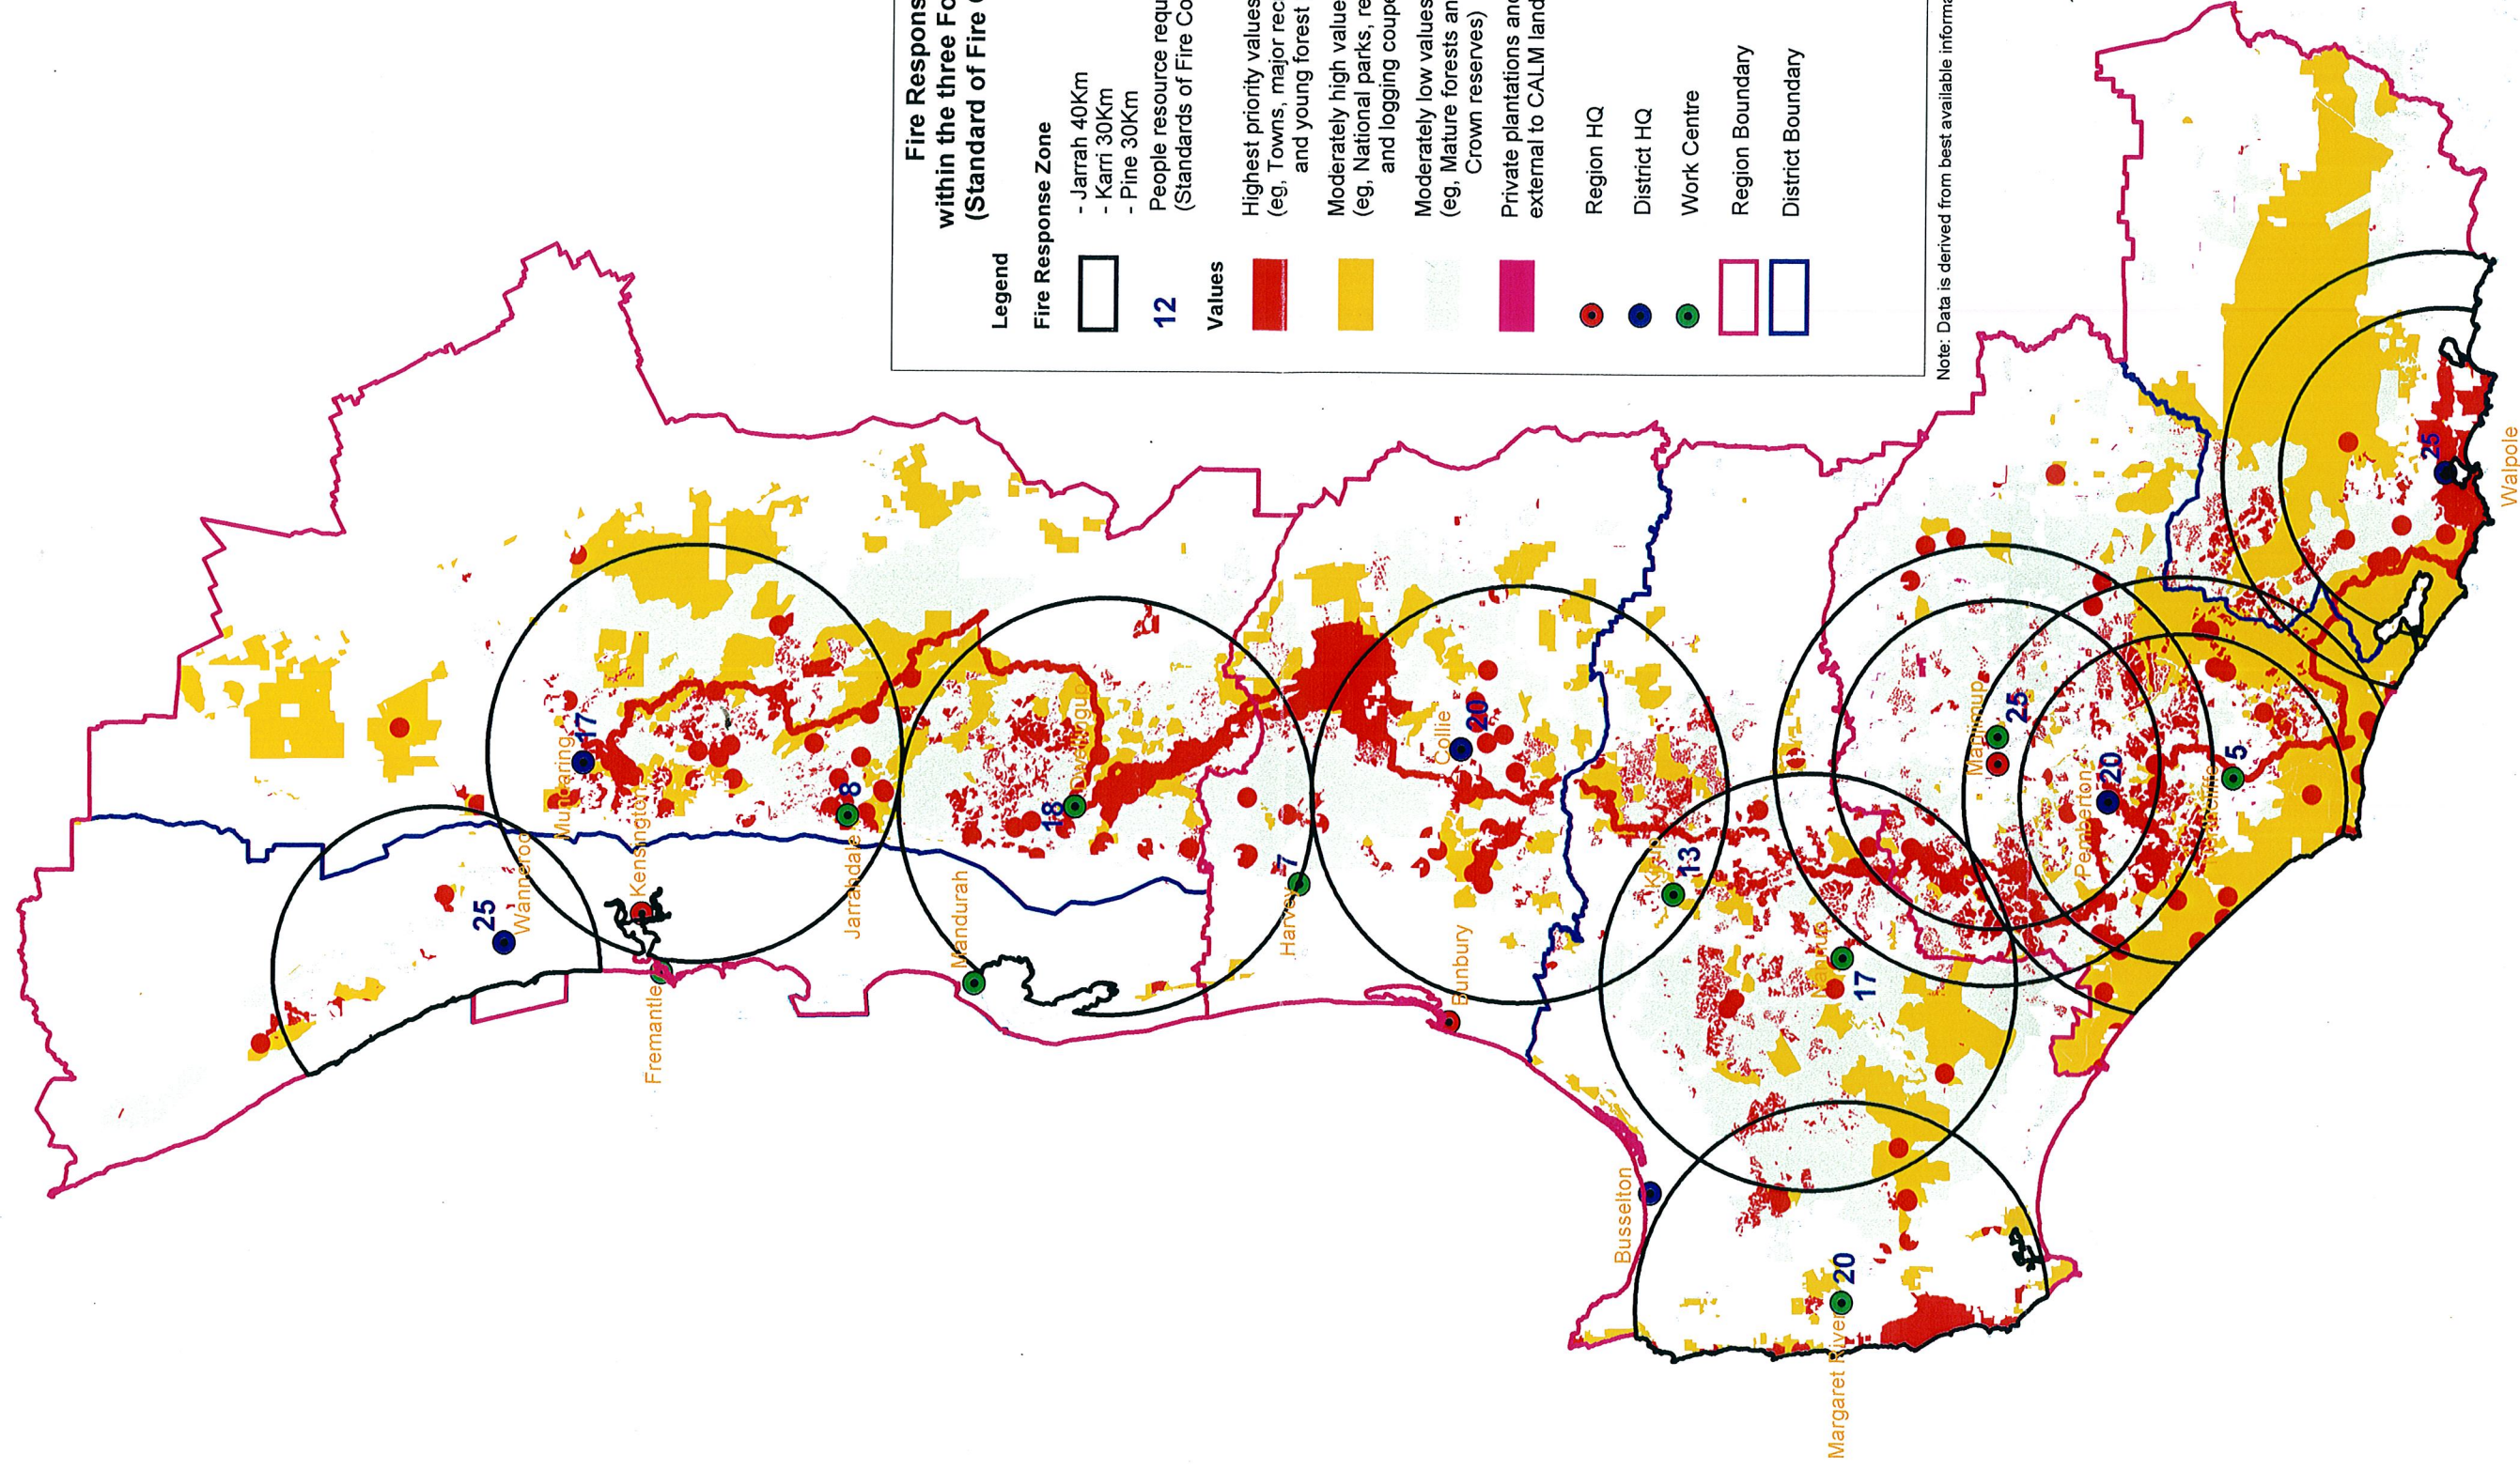 Fire Respons
within the three Fo
(Standard of Fire
Legend
Fire Response Zone
- Jarrah 40Km
- Karri 30Km
- Pine 30Km
12
People resource requ
(Standards of Fire Co
Values
Highest priority values
(eg, Towns, major rec
and young forest
Moderately high value
(eg, National parks, re
and logging coupe
Moderately low values
(eg, Mature forests an
Crown reserves)
Private plantations and
external to CALM land
Region HQ
District HQ
Work Centre
Region Boundary
District Boundary
Note: Data is derived from best available informa
25
Wanneroo
Mundaring
17
Kensington
Fremantle
Jarrahdale
8
Mandurah
18
Dwellingup
Harvey
7
Bunbury
Collie
20
Busselton
Kirup
13
Margaret River
20
Nannup
17
Manjimup
25
Pemberton
20
5
25
Walpole